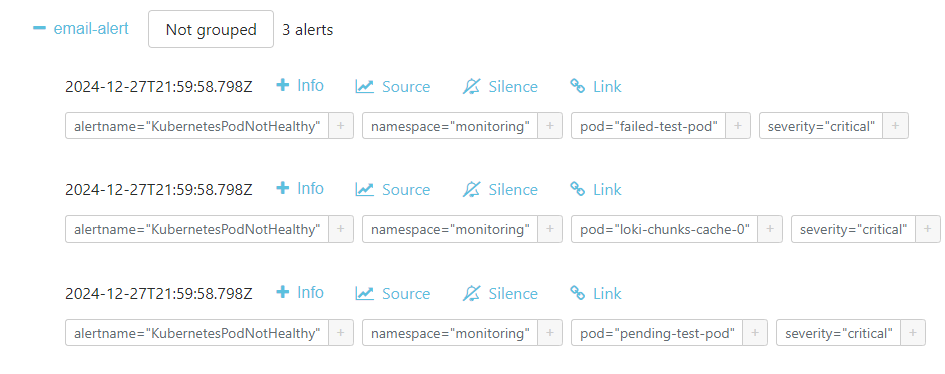 email-alert Not grouped 3 alerts
2024-12-27T21:59:58.798Z + Info Source Silence Link
alertname="KubernetesPodNotHealthy" + namespace="monitoring" + pod="failed-test-pod" + severity="critical" +
2024-12-27T21:59:58.798Z + Info Source Silence Link
alertname="KubernetesPodNotHealthy" + namespace="monitoring" + pod="loki-chunks-cache-0" + severity="critical" +
2024-12-27T21:59:58.798Z + Info Source Silence Link
alertname="KubernetesPodNotHealthy" + namespace="monitoring" + pod="pending-test-pod" + severity="critical" +